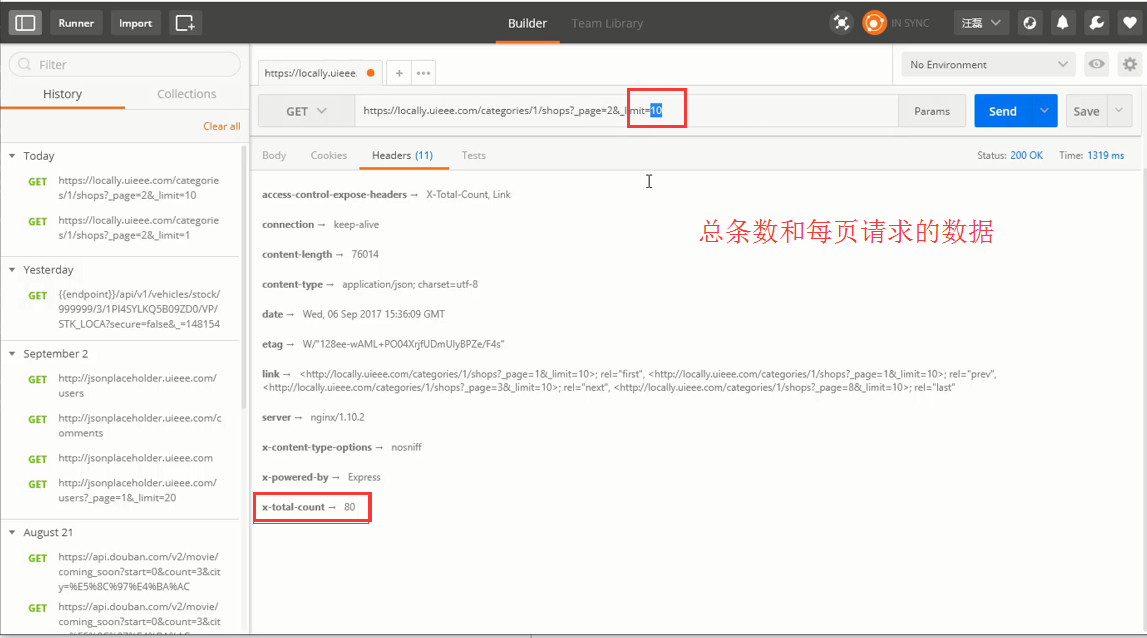 Runner
Import
Builder
Team Library
IN SYNC
汪磊
Filter
History
Collections
Clear all
Today
GET https://locally.uieee.com/categorie
s/1/shops?_page=2&_limit=10
GET https://locally.uieee.com/categorie
s/1/shops?_page=2&_limit=1
Yesterday
GET {{endpoint}}/api/v1/vehicles/stock/
999999/3/1PI4SYLKQ5B09ZD0/VP/
STK_LOCA?secure=false&_=148154
September 2
GET http://jsonplaceholder.uieee.com/
users
GET http://jsonplaceholder.uieee.com/c
omments
GET http://jsonplaceholder.uieee.com
GET http://jsonplaceholder.uieee.com/
users?_page=1&_limit=20
August 21
GET https://api.douban.com/v2/movie/
coming_soon?start=0&count=3&cit
y=%E5%8C%97%E4%BA%AC
GET https://api.douban.com/v2/movie/
coming_soon?start=0&count=3&cit
https://locally.uieee.
No Environment
GET
https://locally.uieee.com/categories/1/shops?_page=2&_limit=10
Params
Send
Save
Body
Cookies
Headers (11)
Tests
Status: 200 OK
Time: 1319 ms
access-control-expose-headers → X-Total-Count, Link
connection → keep-alive
content-length → 76014
content-type → application/json; charset=utf-8
date → Wed, 06 Sep 2017 15:36:09 GMT
etag → W/"128ee-wAML+PO04XrjfUDmUlyBPZe/F4s"
link → <http://locally.uieee.com/categories/1/shops?_page=1&_limit=10>; rel="first", <http://locally.uieee.com/categories/1/shops?_page=1&_limit=10>; rel="prev",
<http://locally.uieee.com/categories/1/shops?_page=3&_limit=10>; rel="next", <http://locally.uieee.com/categories/1/shops?_page=8&_limit=10>; rel="last"
server → nginx/1.10.2
x-content-type-options → nosniff
x-powered-by → Express
x-total-count → 80
总条数和每页请求的数据